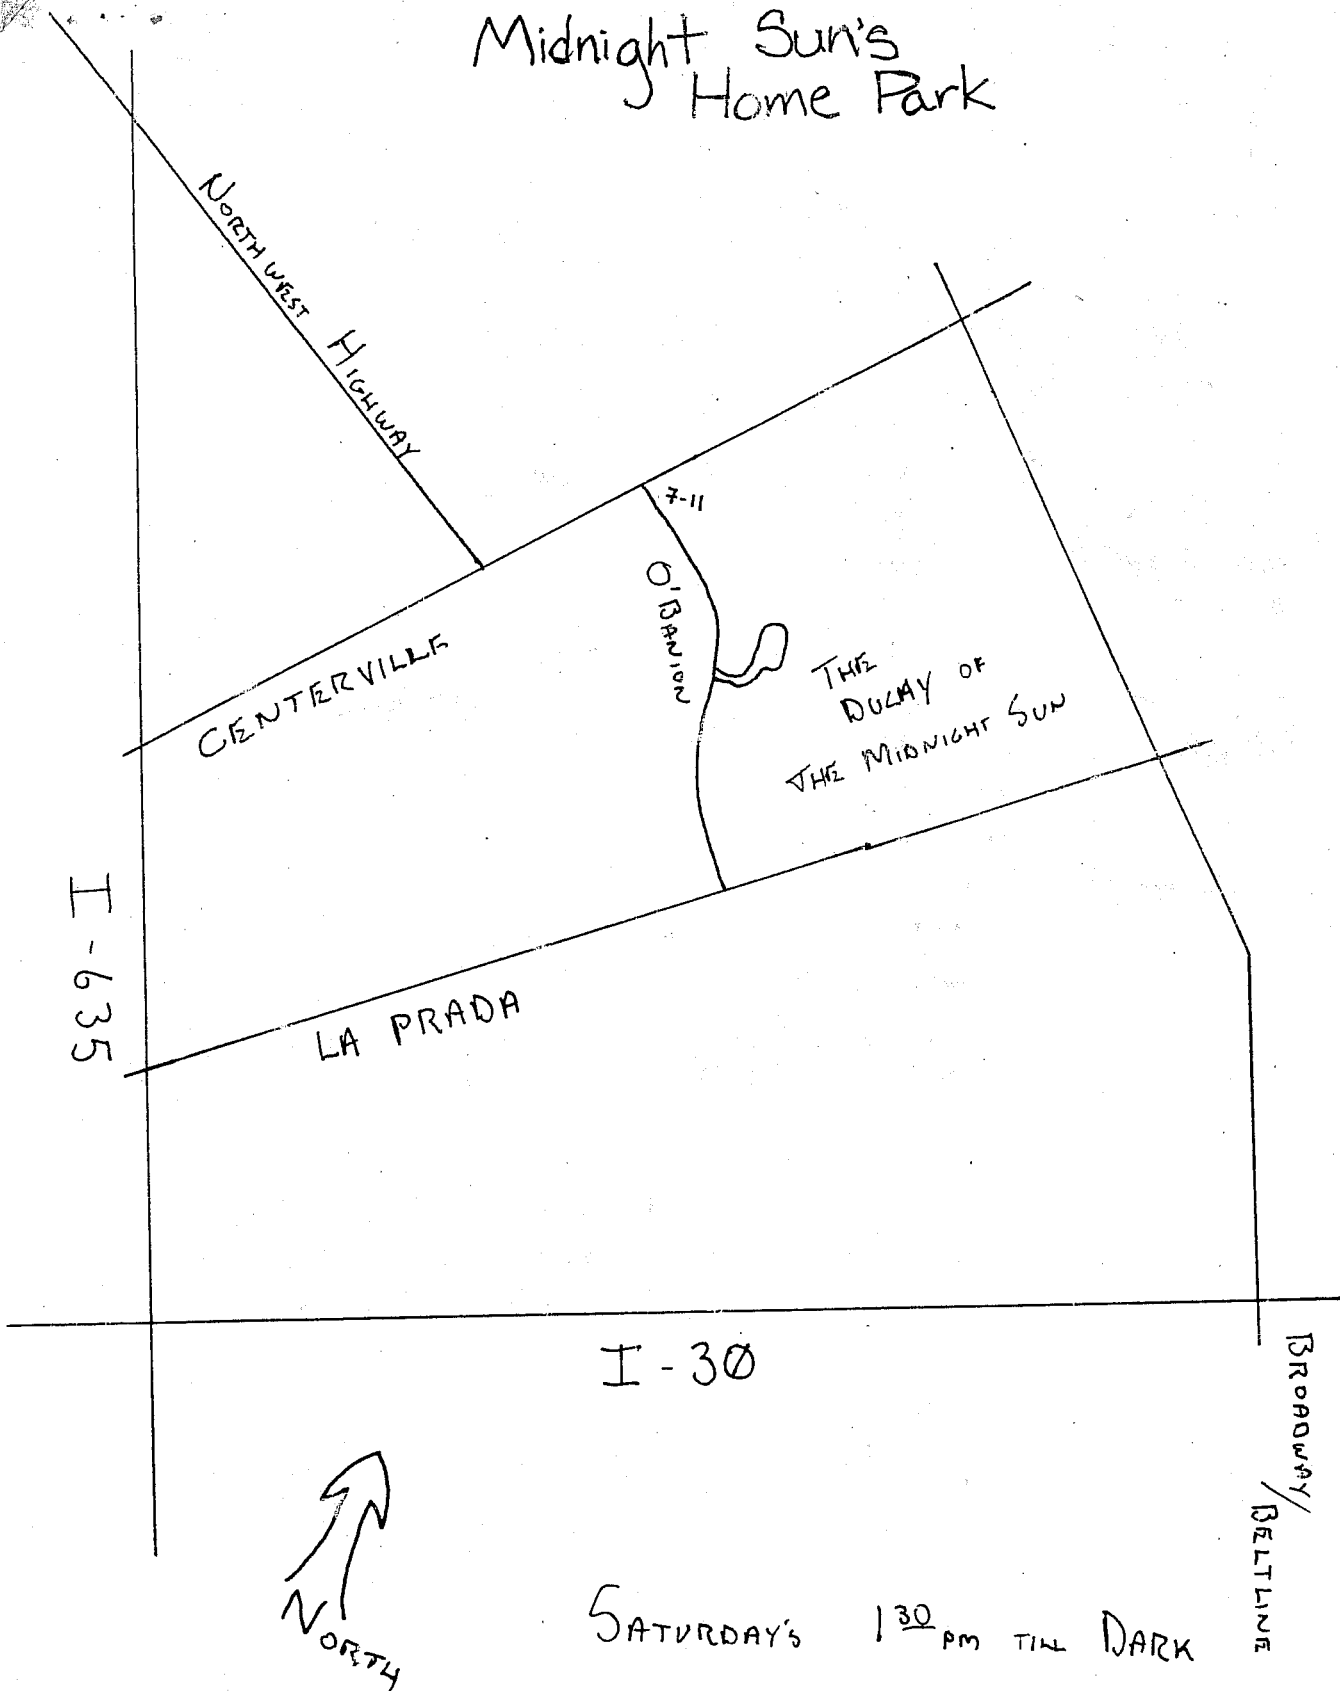 Midnight Sun's
Home Park
NORTHWEST HIGHWAY
7-11
O'BANION
CENTERVILLE
THE
DUCHY OF
THE MIDNIGHT SUN
I-635
LA PRADA
I-30
BROADWAY/
BELTLINE
NORTH
SATURDAY'S 1 30 PM TILL DARK